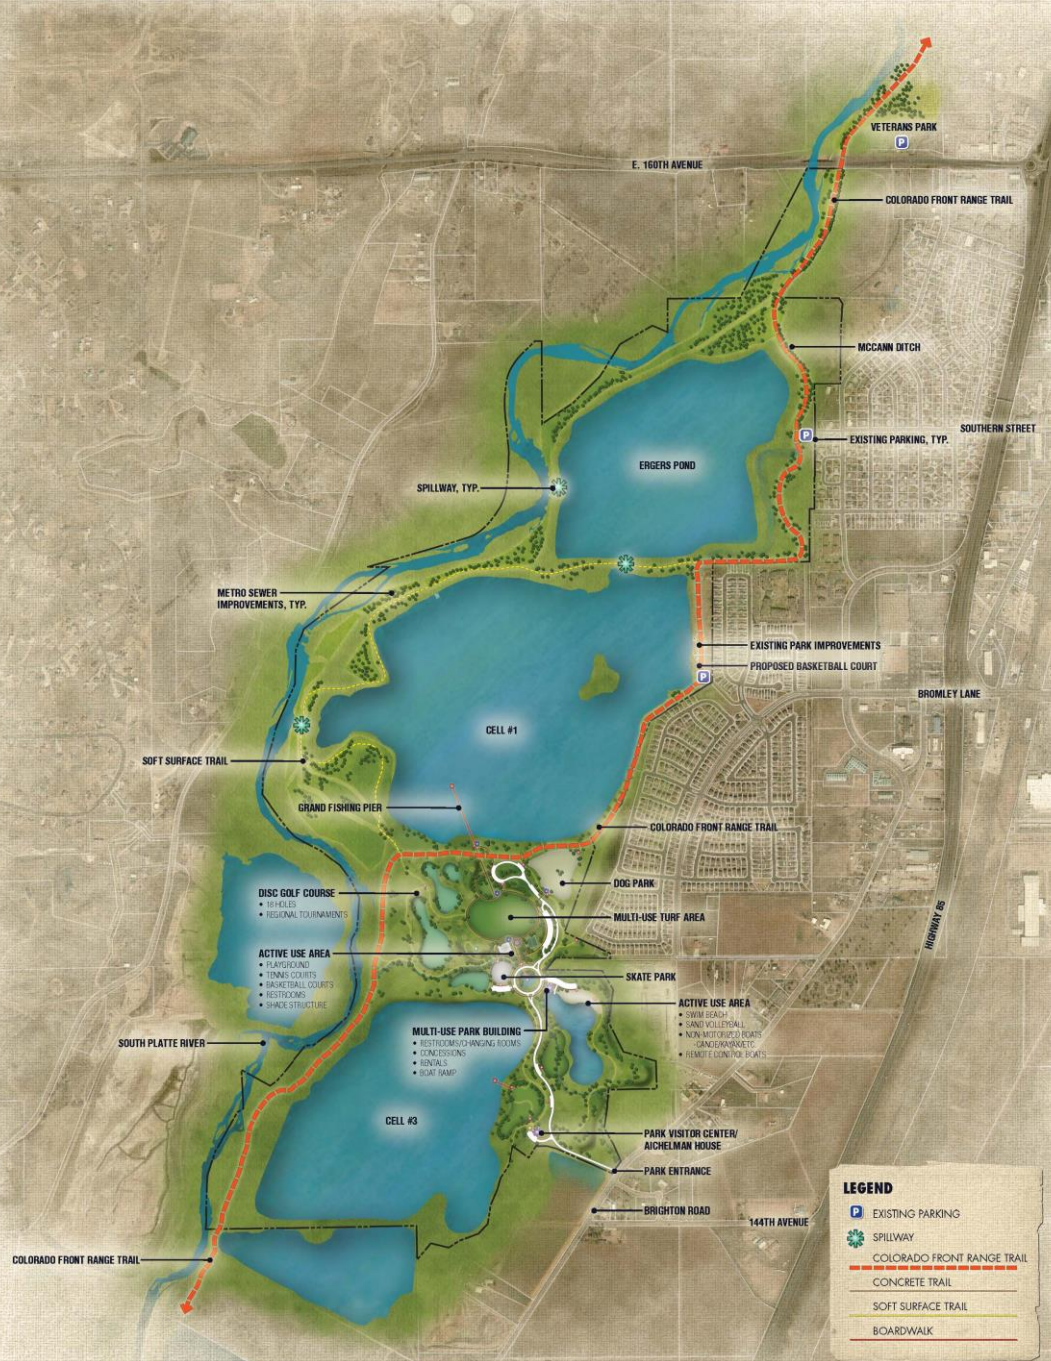 VETERANS PARK
P
E. 160TH AVENUE
COLORADO FRONT RANGE TRAIL
MCCANN DITCH
SOUTHERN STREET
P
EXISTING PARKING, TYP.
ERGERS POND
SPILLWAY, TYP.
METRO SEWER
IMPROVEMENTS, TYP.
EXISTING PARK IMPROVEMENTS
PROPOSED BASKETBALL COURT
P
BROMLEY LANE
CELL #1
SOFT SURFACE TRAIL
GRAND FISHING PIER
COLORADO FRONT RANGE TRAIL
DOG PARK
DISC GOLF COURSE
• 18 HOLES
• REGIONAL TOURNAMENTS
MULTI-USE TURF AREA
HIGHWAY 85
ACTIVE USE AREA
• PLAYGROUND
• TENNIS COURTS
• BASKETBALL COURTS
• RESTROOMS
• SHADE STRUCTURE
SKATE PARK
ACTIVE USE AREA
• SWIM BEACH
• SAND VOLLEYBALL
• NON-MOTORIZED BOATS
- CANOE/KAYAK/ETC.
• REMOTE CONTROL BOATS
MULTI-USE PARK BUILDING
• RESTROOMS/CHANGING ROOMS
• CONCESSIONS
• RENTALS
• BOAT RAMP
SOUTH PLATTE RIVER
CELL #3
PARK VISITOR CENTER/
AICHELMAN HOUSE
PARK ENTRANCE
BRIGHTON ROAD
144TH AVENUE
COLORADO FRONT RANGE TRAIL
LEGEND
P EXISTING PARKING
SPILLWAY
COLORADO FRONT RANGE TRAIL
CONCRETE TRAIL
SOFT SURFACE TRAIL
BOARDWALK